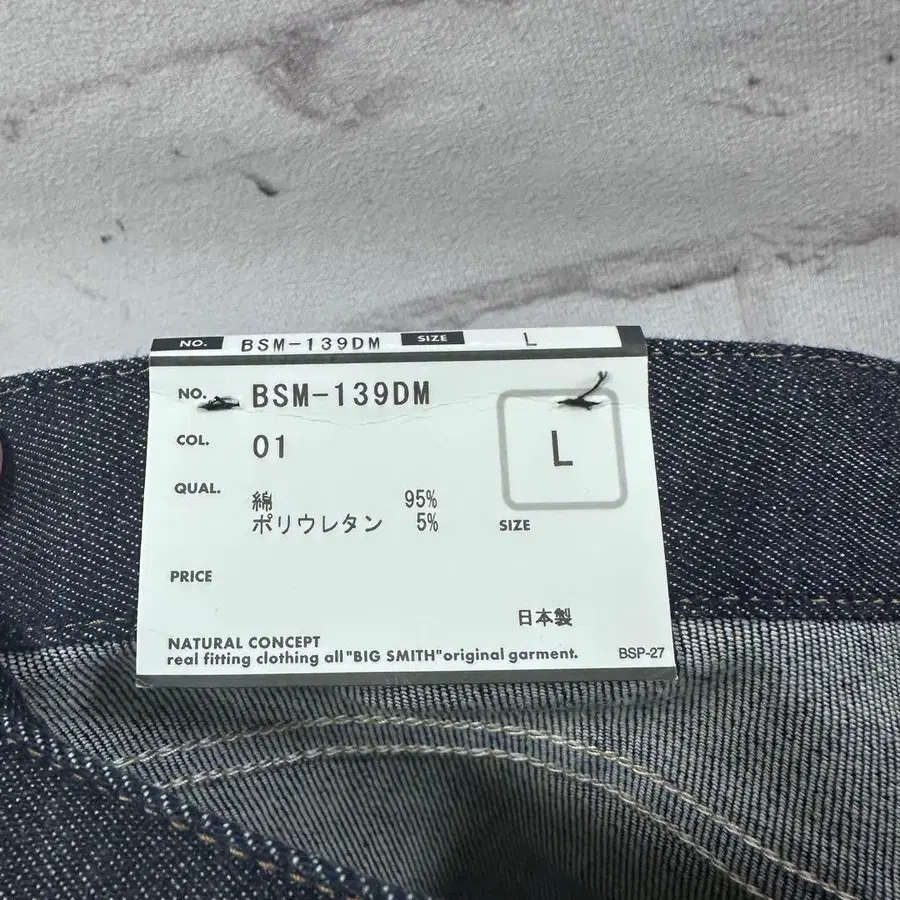 NO. BSM-139DM SIZE L
NO. BSM-139DM
COL. 01
L
QUAL.
綿 95%
ポリウレタン 5%
SIZE
PRICE
日本製
NATURAL CONCEPT
real fitting clothing all "BIG SMITH" original garment.
BSP-27